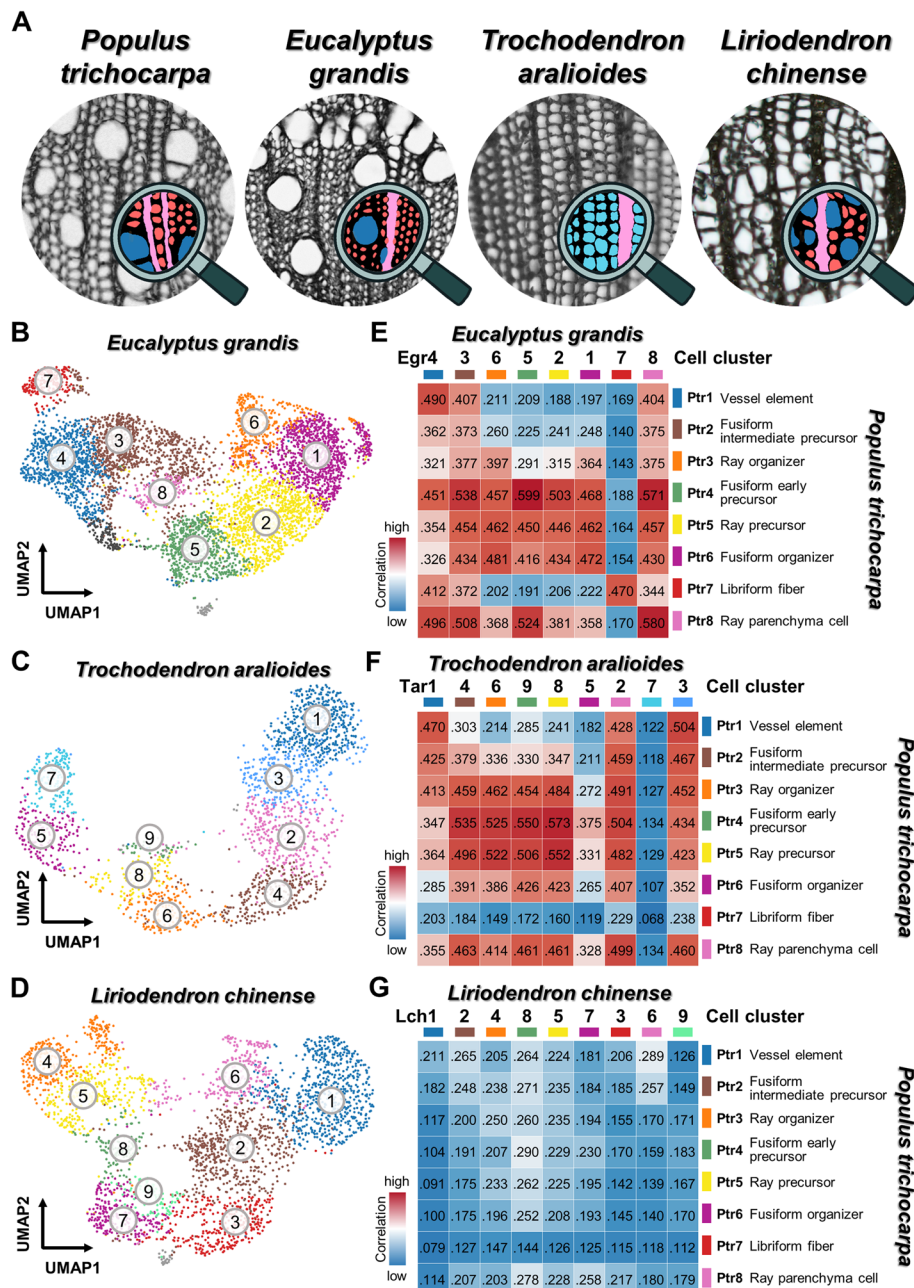 A
Populus trichocarpa
Eucalyptus grandis
Trochodendron aralioides
Liriodendron chinense
B
Eucalyptus grandis
7
4
3
8
6
1
2
5
UMAP2
UMAP1
E
Eucalyptus grandis
Egr4 3 6 5 2 1 7 8 Cell cluster
.490 .407 .211 .209 .188 .197 .169 .404 Ptr1 Vessel element
.362 .373 .260 .225 .241 .248 .140 .375 Ptr2 Fusiform intermediate precursor
.321 .377 .397 .291 .315 .364 .143 .375 Ptr3 Ray organizer
.451 .538 .457 .599 .503 .468 .188 .571 Ptr4 Fusiform early precursor
.354 .454 .462 .450 .446 .462 .164 .457 Ptr5 Ray precursor
.326 .434 .481 .416 .434 .472 .154 .430 Ptr6 Fusiform organizer
.412 .372 .202 .191 .206 .222 .470 .344 Ptr7 Libriform fiber
.496 .508 .368 .524 .381 .358 .170 .580 Ptr8 Ray parenchyma cell
high
Correlation
low
Populus trichocarpa
C
Trochodendron aralioides
1
3
2
4
7
5
9
8
6
UMAP2
UMAP1
F
Trochodendron aralioides
Tar1 4 6 9 8 5 2 7 3 Cell cluster
.470 .303 .214 .285 .241 .182 .428 .122 .504 Ptr1 Vessel element
.425 .379 .336 .330 .347 .211 .459 .118 .467 Ptr2 Fusiform intermediate precursor
.413 .459 .462 .454 .484 .272 .491 .127 .452 Ptr3 Ray organizer
.347 .535 .525 .550 .573 .375 .504 .134 .434 Ptr4 Fusiform early precursor
.364 .496 .522 .506 .552 .331 .482 .129 .423 Ptr5 Ray precursor
.285 .391 .386 .426 .423 .265 .407 .107 .352 Ptr6 Fusiform organizer
.203 .184 .149 .172 .160 .119 .229 .068 .238 Ptr7 Libriform fiber
.355 .463 .414 .461 .461 .328 .499 .134 .460 Ptr8 Ray parenchyma cell
high
Correlation
low
Populus trichocarpa
D
Liriodendron chinense
4
5
6
1
8
2
9
7
3
UMAP2
UMAP1
G
Liriodendron chinense
Lch1 2 4 8 5 7 3 6 9 Cell cluster
.211 .265 .205 .264 .224 .181 .206 .289 .126 Ptr1 Vessel element
.182 .248 .238 .271 .235 .184 .185 .257 .149 Ptr2 Fusiform intermediate precursor
.117 .200 .250 .260 .235 .194 .155 .170 .171 Ptr3 Ray organizer
.104 .191 .207 .290 .229 .230 .170 .159 .183 Ptr4 Fusiform early precursor
.091 .175 .233 .262 .225 .195 .142 .139 .167 Ptr5 Ray precursor
.100 .175 .196 .252 .208 .193 .145 .140 .170 Ptr6 Fusiform organizer
.079 .127 .147 .144 .126 .125 .115 .118 .112 Ptr7 Libriform fiber
.114 .207 .203 .278 .228 .258 .217 .180 .179 Ptr8 Ray parenchyma cell
high
Correlation
low
Populus trichocarpa